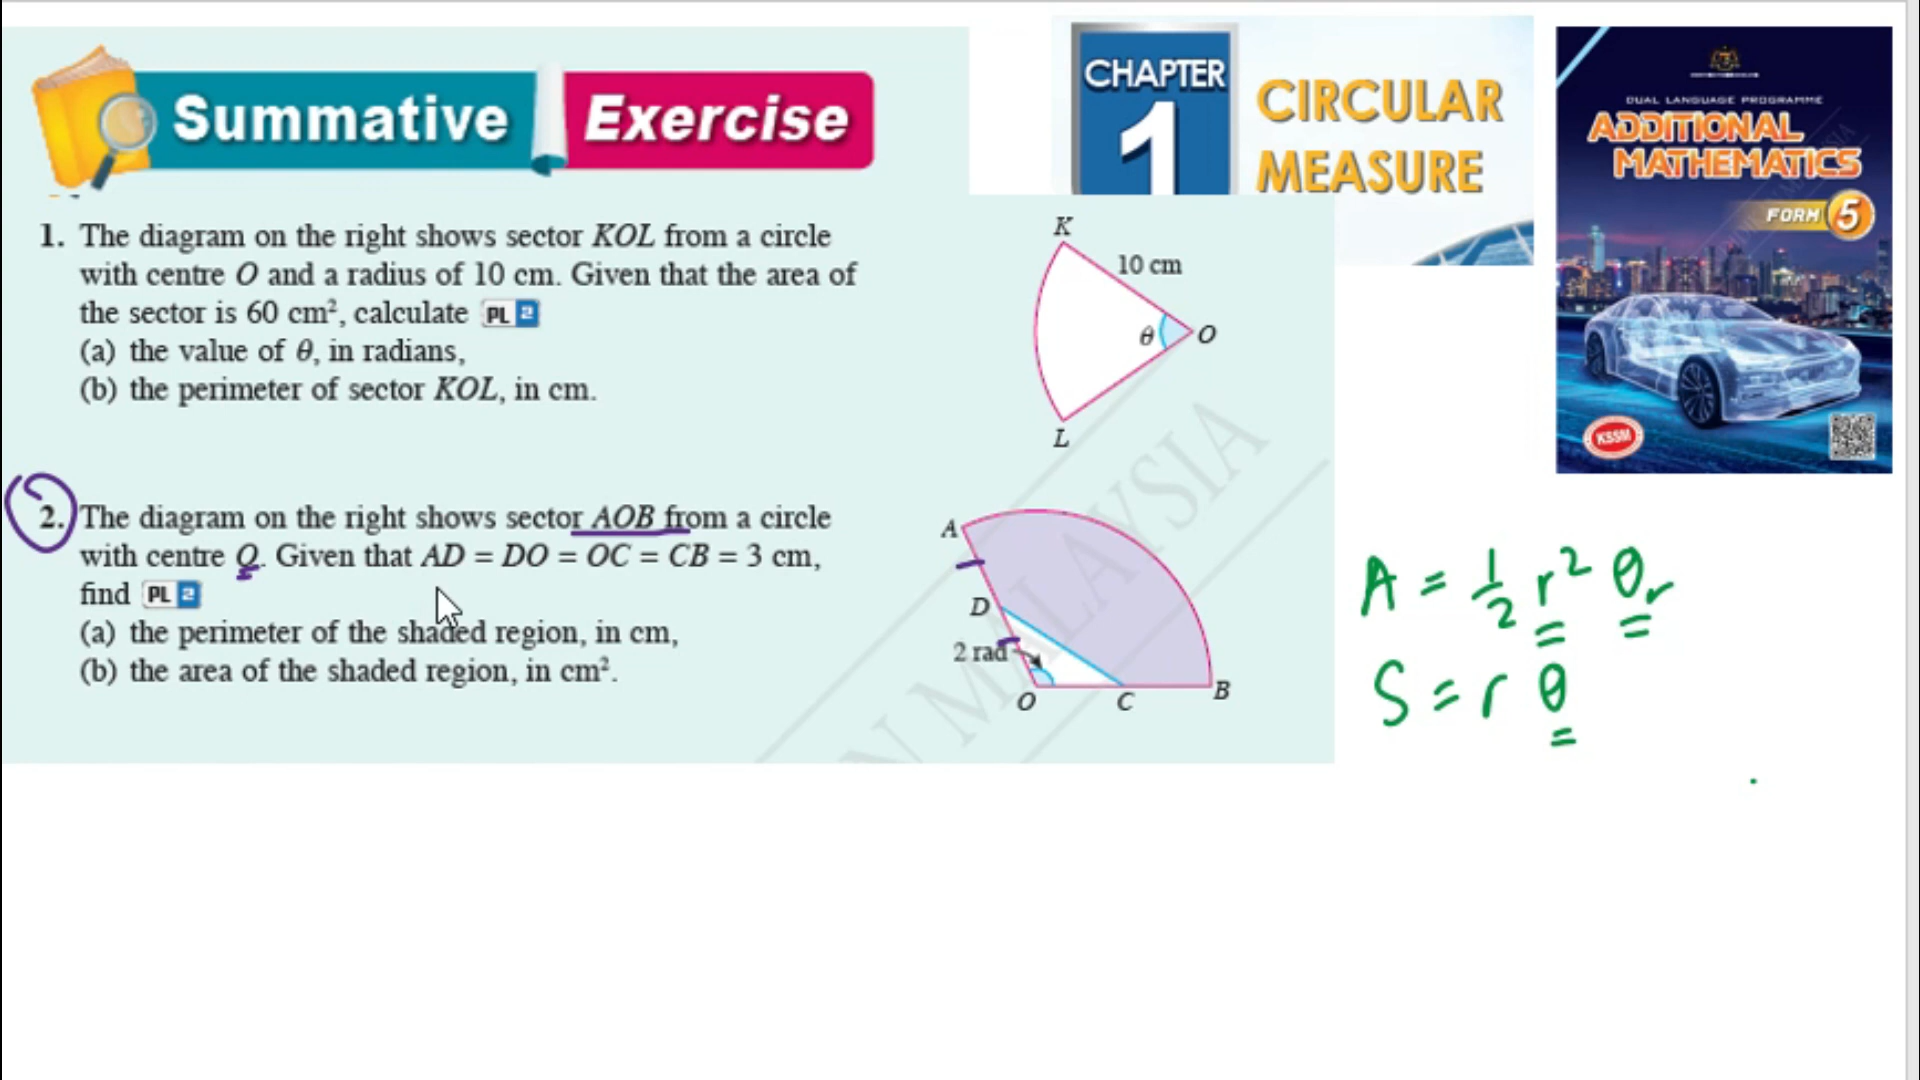 Summative Exercise
CHAPTER
1
CIRCULAR
MEASURE
DUAL LANGUAGE PROGRAMME
ADDITIONAL
MATHEMATICS
FORM 5
KSSM
1. The diagram on the right shows sector KOL from a circle
with centre O and a radius of 10 cm. Given that the area of
the sector is 60 cm², calculate PL 2
(a) the value of θ, in radians,
(b) the perimeter of sector KOL, in cm.
K
10 cm
θ
O
L
2. The diagram on the right shows sector AOB from a circle
with centre O. Given that AD = DO = OC = CB = 3 cm,
find PL 2
(a) the perimeter of the shaded region, in cm,
(b) the area of the shaded region, in cm².
A
D
2 rad
O
C
B
A = 1/2 r² θr
S = r θ
N MALAYSIA